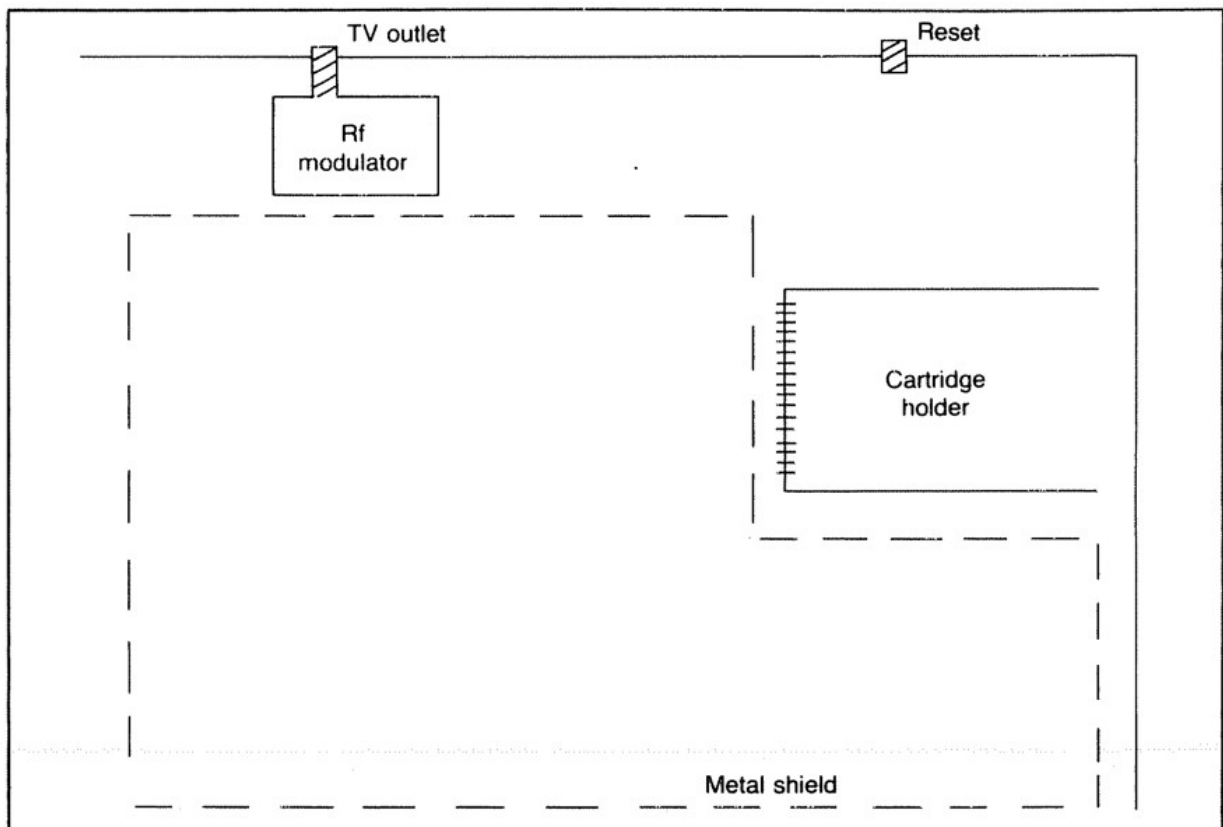 TV outlet
Reset
Rf
modulator
Cartridge
holder
Metal shield